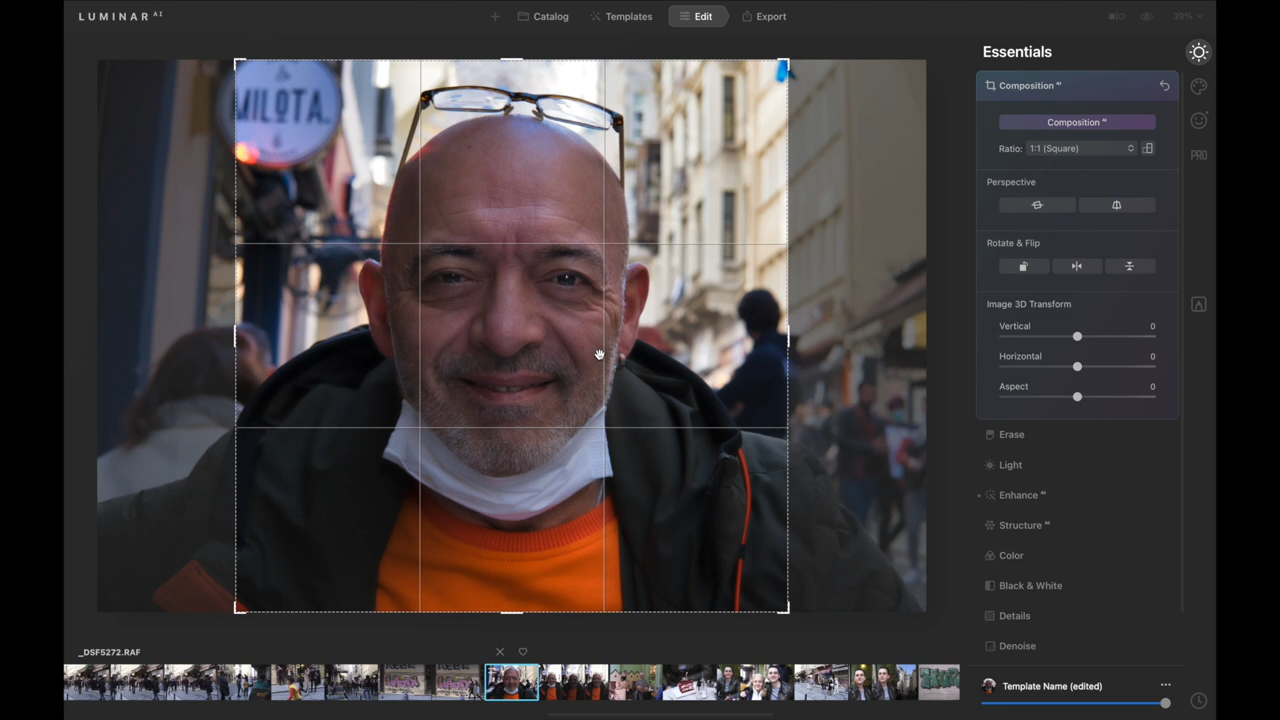 LUMINAR AI
Catalog
Templates
Edit
Export
39%
Essentials
MILOTA.
Composition AI
Composition AI
Ratio: 1:1 (Square)
PRO
Perspective
Rotate & Flip
Image 3D Transform
Vertical 0
Horizontal 0
Aspect 0
Erase
Light
Enhance AI
Structure AI
Color
Black & White
Details
Denoise
_DSF5272.RAF
Template Name (edited)